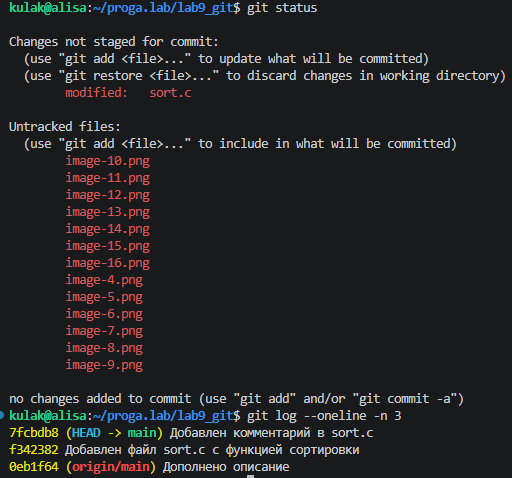 kulak@alisa:~/proga.lab/lab9_git$ git status
Changes not staged for commit:
(use "git add <file>..." to update what will be committed)
(use "git restore <file>..." to discard changes in working directory)
modified: sort.c
Untracked files:
(use "git add <file>..." to include in what will be committed)
image-10.png
image-11.png
image-12.png
image-13.png
image-14.png
image-15.png
image-16.png
image-4.png
image-5.png
image-6.png
image-7.png
image-8.png
image-9.png
no changes added to commit (use "git add" and/or "git commit -a")
kulak@alisa:~/proga.lab/lab9_git$ git log --oneline -n 3
7fcbdb8 (HEAD -> main) Добавлен комментарий в sort.c
f342382 Добавлен файл sort.c с функцией сортировки
0eb1f64 (origin/main) Дополнено описание